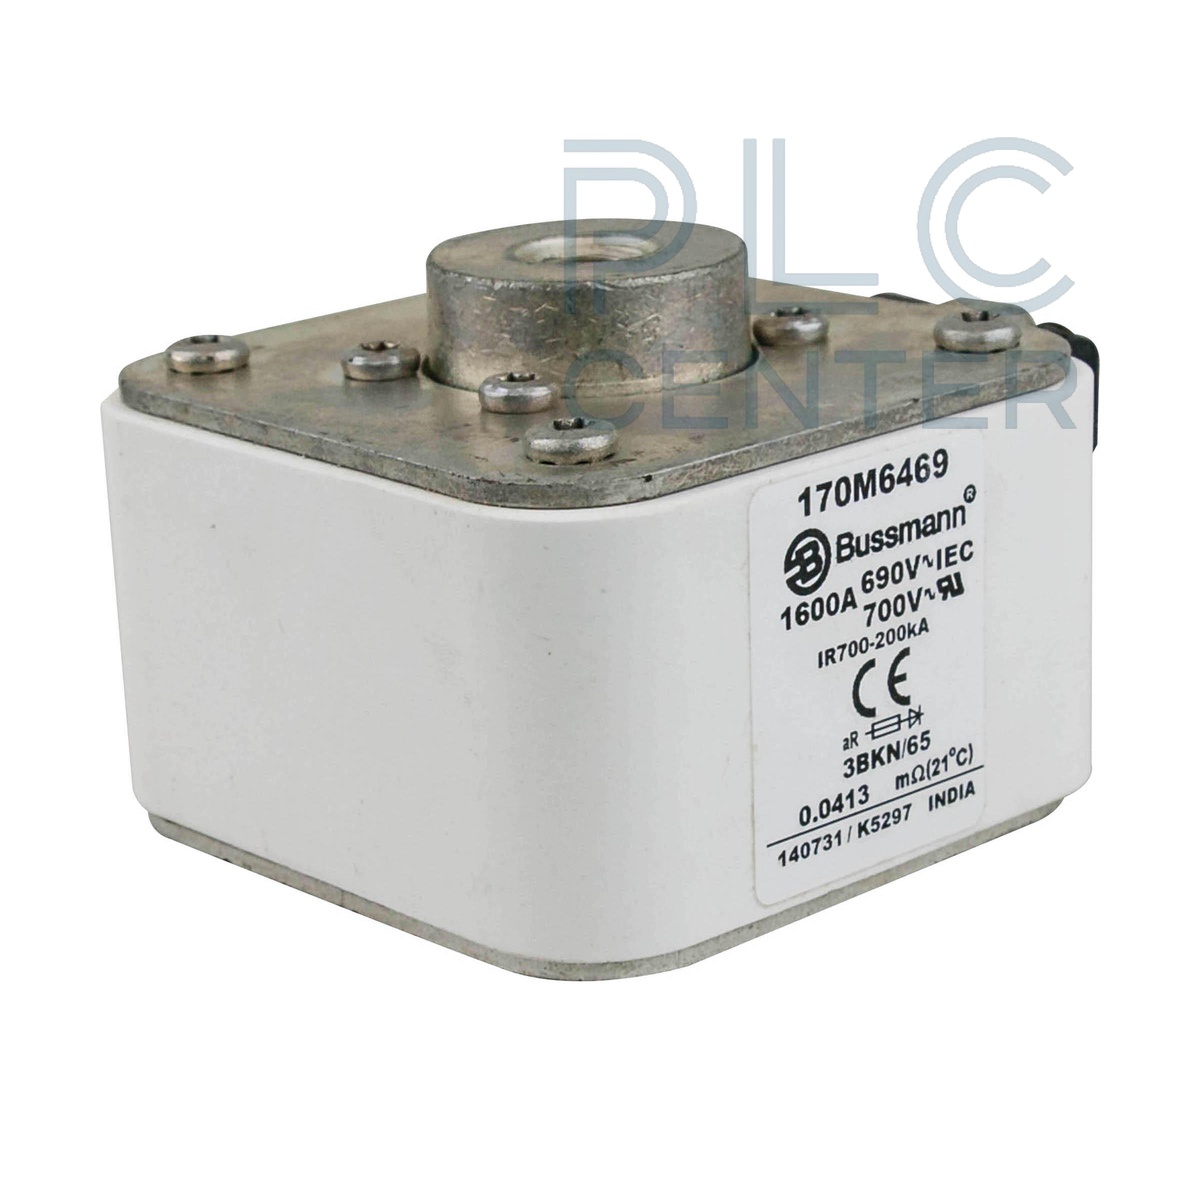 PLC
CENTER
170M6469
Bussmann®
690V~IEC
1600A
700V~
IR700-200kA
CE
aR
3BKN/65
0.0413 mΩ(21°C)
140731/K5297 INDIA